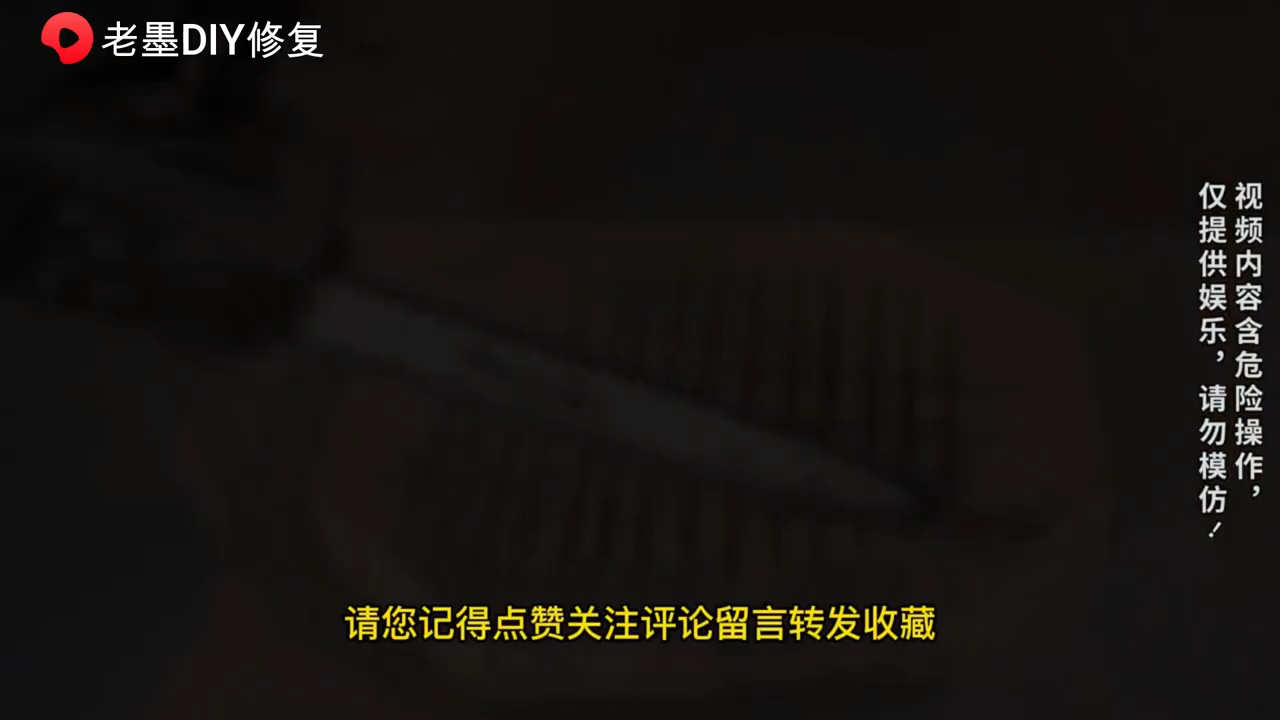 老墨DIY修复
视频内容含危险操作，
仅提供娱乐，请勿模仿！
请您记得点赞关注评论留言转发收藏